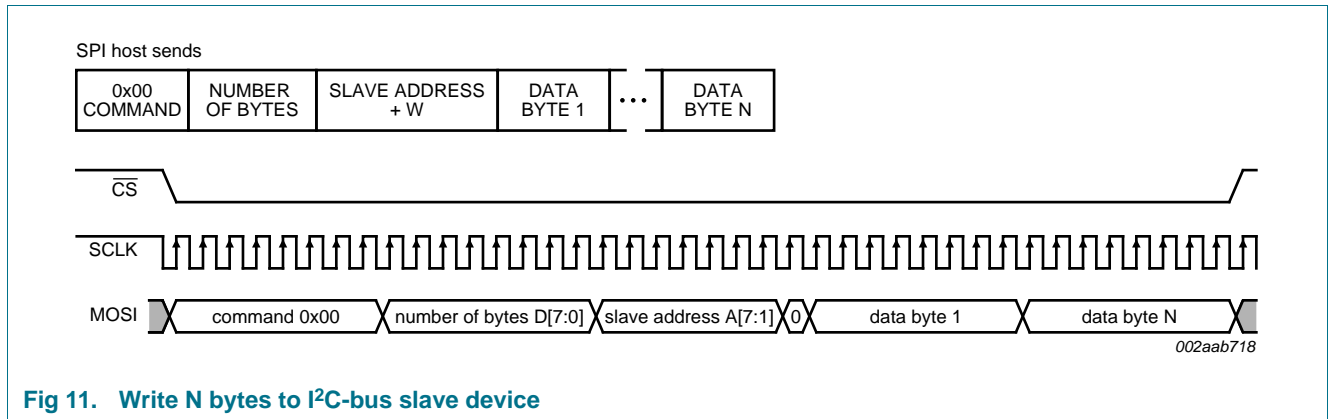 SPI host sends
0x00 COMMAND
NUMBER OF BYTES
SLAVE ADDRESS + W
DATA BYTE 1
...
DATA BYTE N
CS
SCLK
MOSI
command 0x00
number of bytes D[7:0]
slave address A[7:1]
0
data byte 1
data byte N
002aab718
Fig 11. Write N bytes to I²C-bus slave device